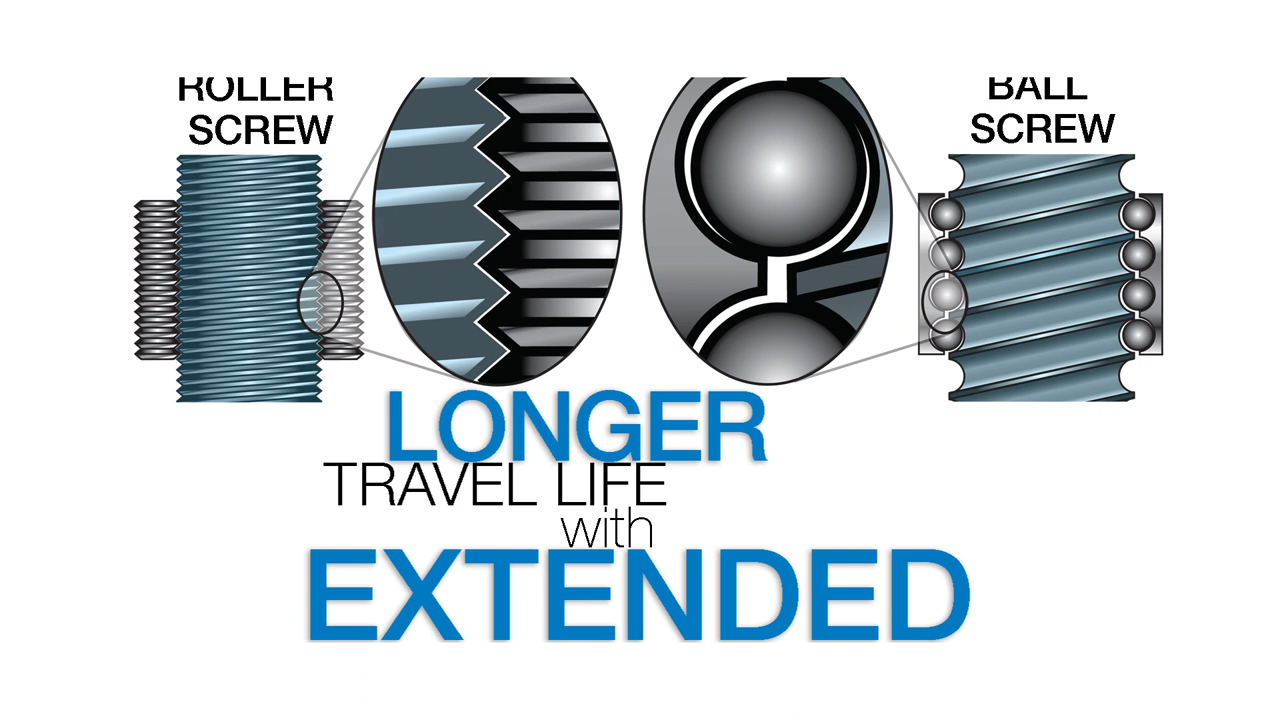 ROLLER
SCREW
BALL
SCREW
LONGER
TRAVEL LIFE
with
EXTENDED